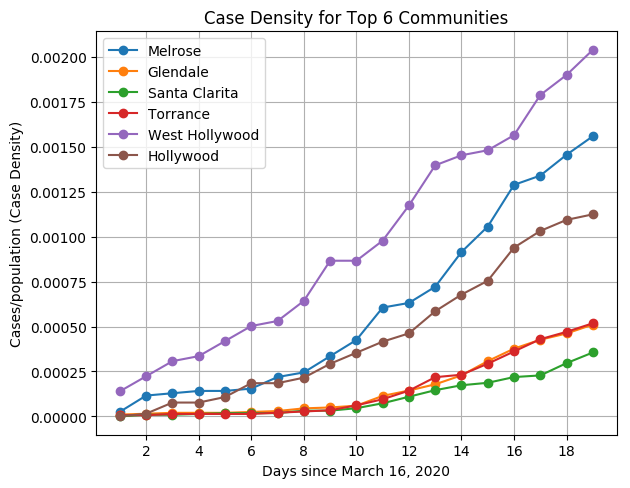 Case Density for Top 6 Communities
Melrose
Glendale
Santa Clarita
Torrance
West Hollywood
Hollywood
Cases/population (Case Density)
0.00200
0.00175
0.00150
0.00125
0.00100
0.00075
0.00050
0.00025
0.00000
2 4 6 8 10 12 14 16 18
Days since March 16, 2020